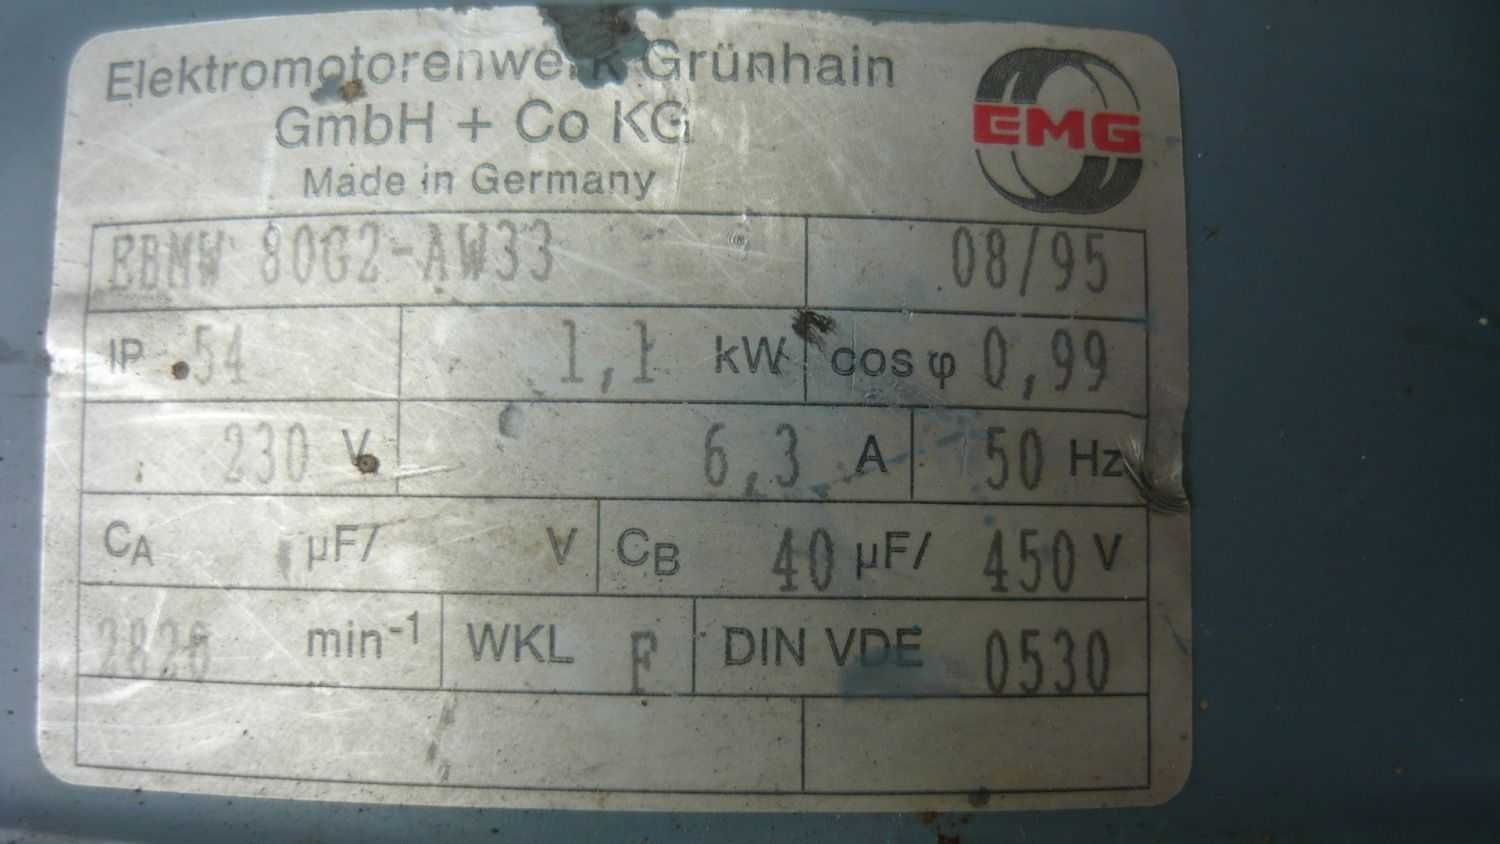 Elektromotorenwerk Grünhain
GmbH + Co KG
Made in Germany
EMG
80G2-AW33 08/95
IP 54 1,1 kW cos φ 0,99
230 V 6,3 A 50 Hz
CA µF/ V CB 40 µF/ 450 V
2820 min-1 WKL F DIN VDE 0530